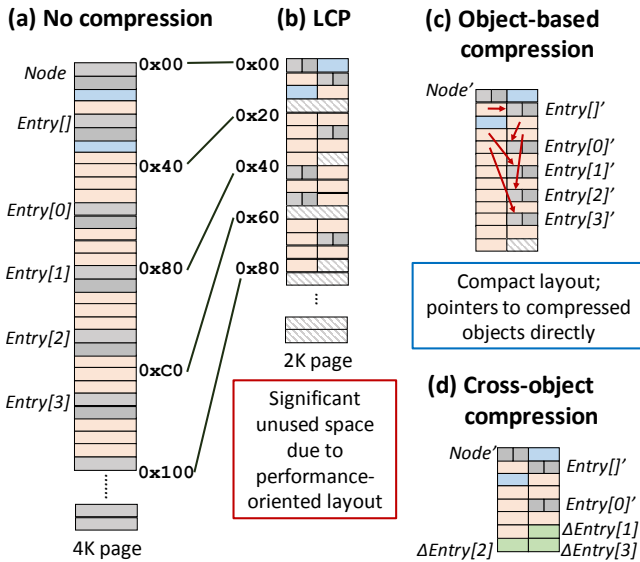 (a) No compression
Node
Entry[]
Entry[0]
Entry[1]
Entry[2]
Entry[3]
0x00
0x40
0x80
0xC0
0x100
4K page
(b) LCP
0x00
0x20
0x40
0x60
0x80
2K page
Significant
unused space
due to
performance-
oriented layout
(c) Object-based
compression
Node’
Entry[]’
Entry[0]’
Entry[1]’
Entry[2]’
Entry[3]’
Compact layout;
pointers to compressed
objects directly
(d) Cross-object
compression
Node’
Entry[]’
Entry[0]’
ΔEntry[1]
ΔEntry[2]
ΔEntry[3]